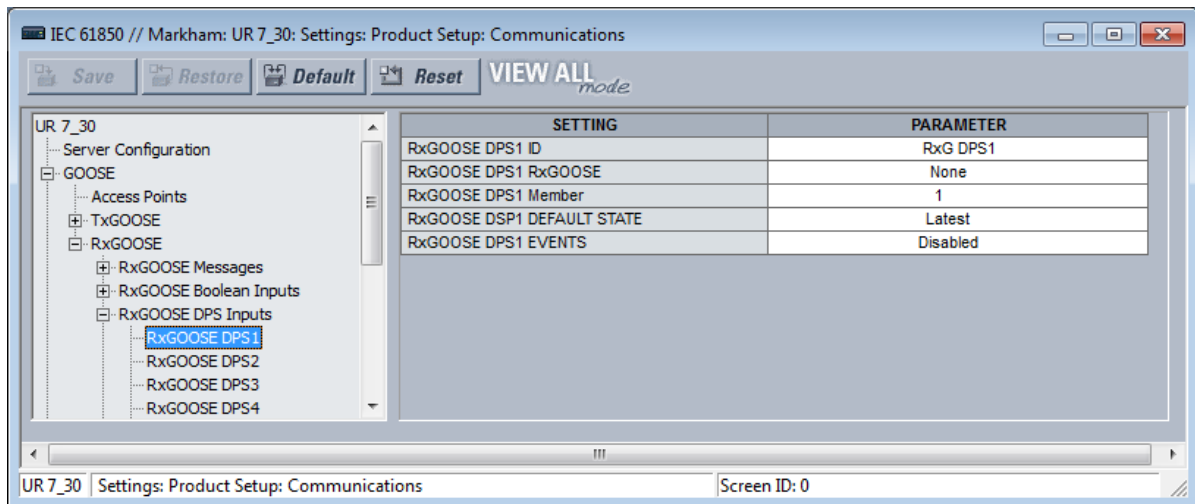 IEC 61850 // Markham: UR 7_30: Settings: Product Setup: Communications
Save Restore Default Reset VIEW ALL mode
UR 7_30
Server Configuration
GOOSE
Access Points
TxGOOSE
RxGOOSE
RxGOOSE Messages
RxGOOSE Boolean Inputs
RxGOOSE DPS Inputs
RxGOOSE DPS1
RxGOOSE DPS2
RxGOOSE DPS3
RxGOOSE DPS4
SETTING PARAMETER
RxGOOSE DPS1 ID RxG DPS1
RxGOOSE DPS1 RxGOOSE None
RxGOOSE DPS1 Member 1
RxGOOSE DSP1 DEFAULT STATE Latest
RxGOOSE DPS1 EVENTS Disabled
UR 7_30 Settings: Product Setup: Communications Screen ID: 0